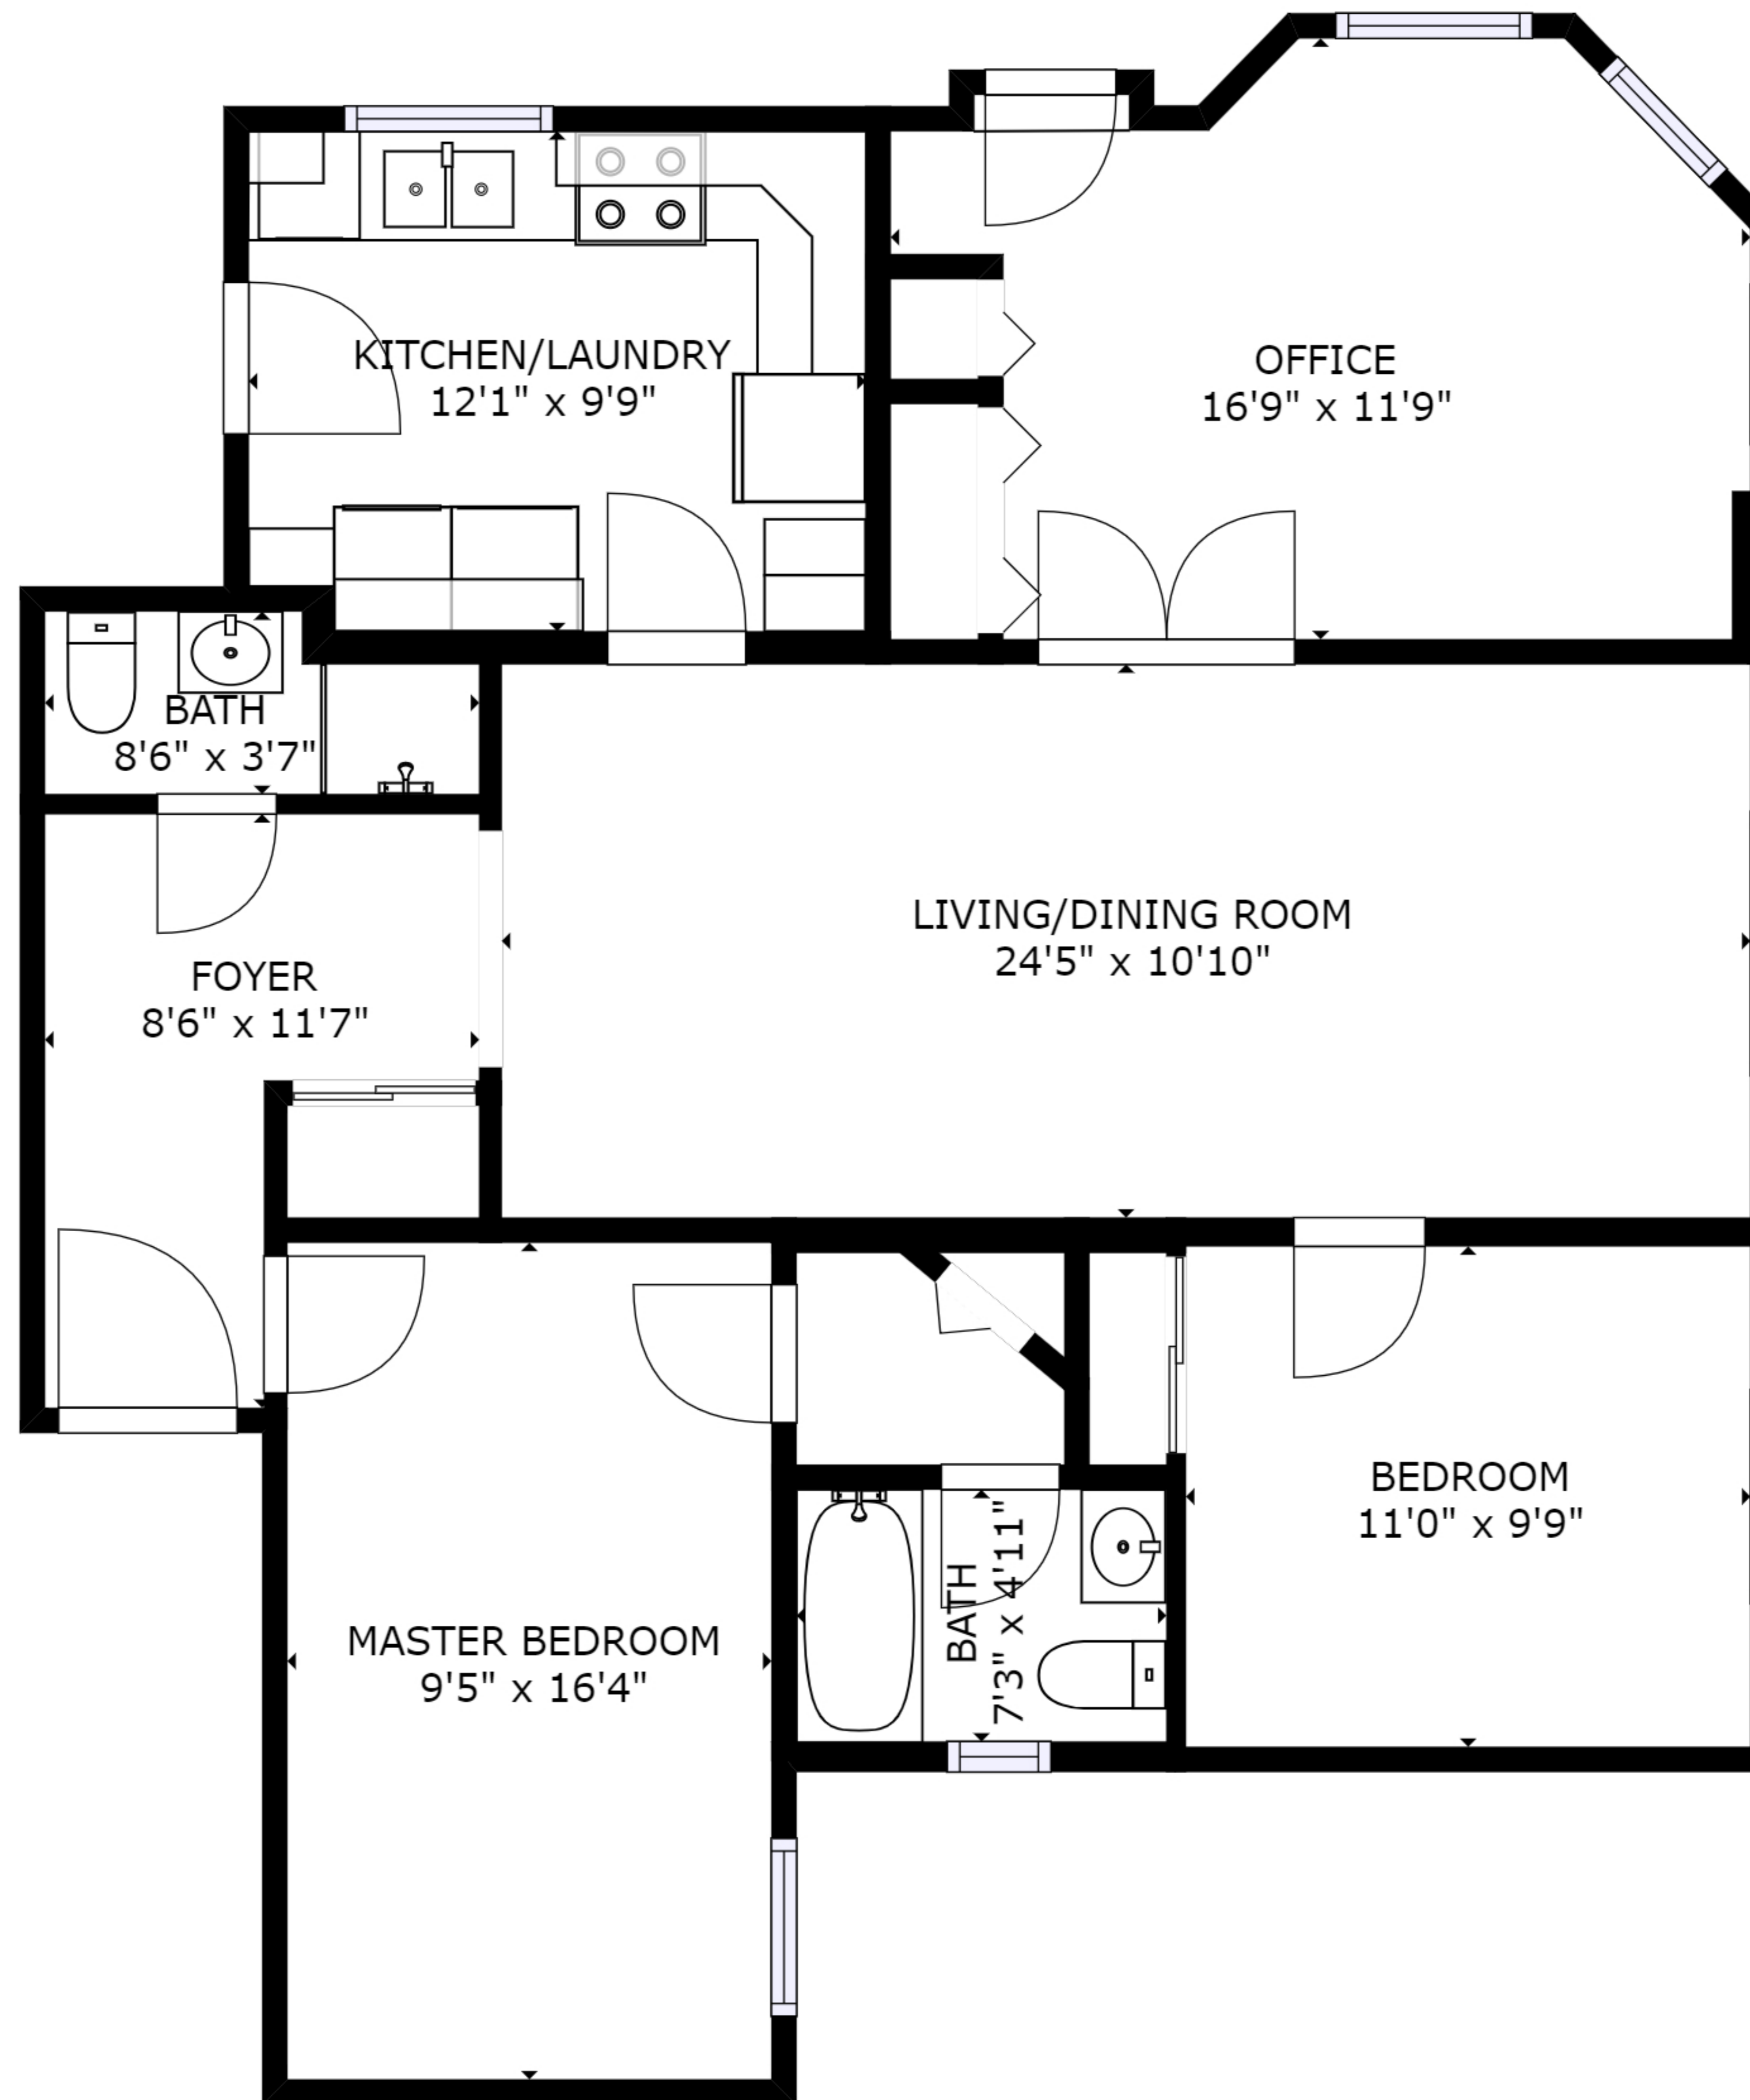 KITCHEN/LAUNDRY
12'1" x 9'9"
OFFICE
16'9" x 11'9"
BATH
8'6" x 3'7"
LIVING/DINING ROOM
24'5" x 10'10"
FOYER
8'6" x 11'7"
BEDROOM
11'0" x 9'9"
BATH
7'3" x 4'11"
MASTER BEDROOM
9'5" x 16'4"